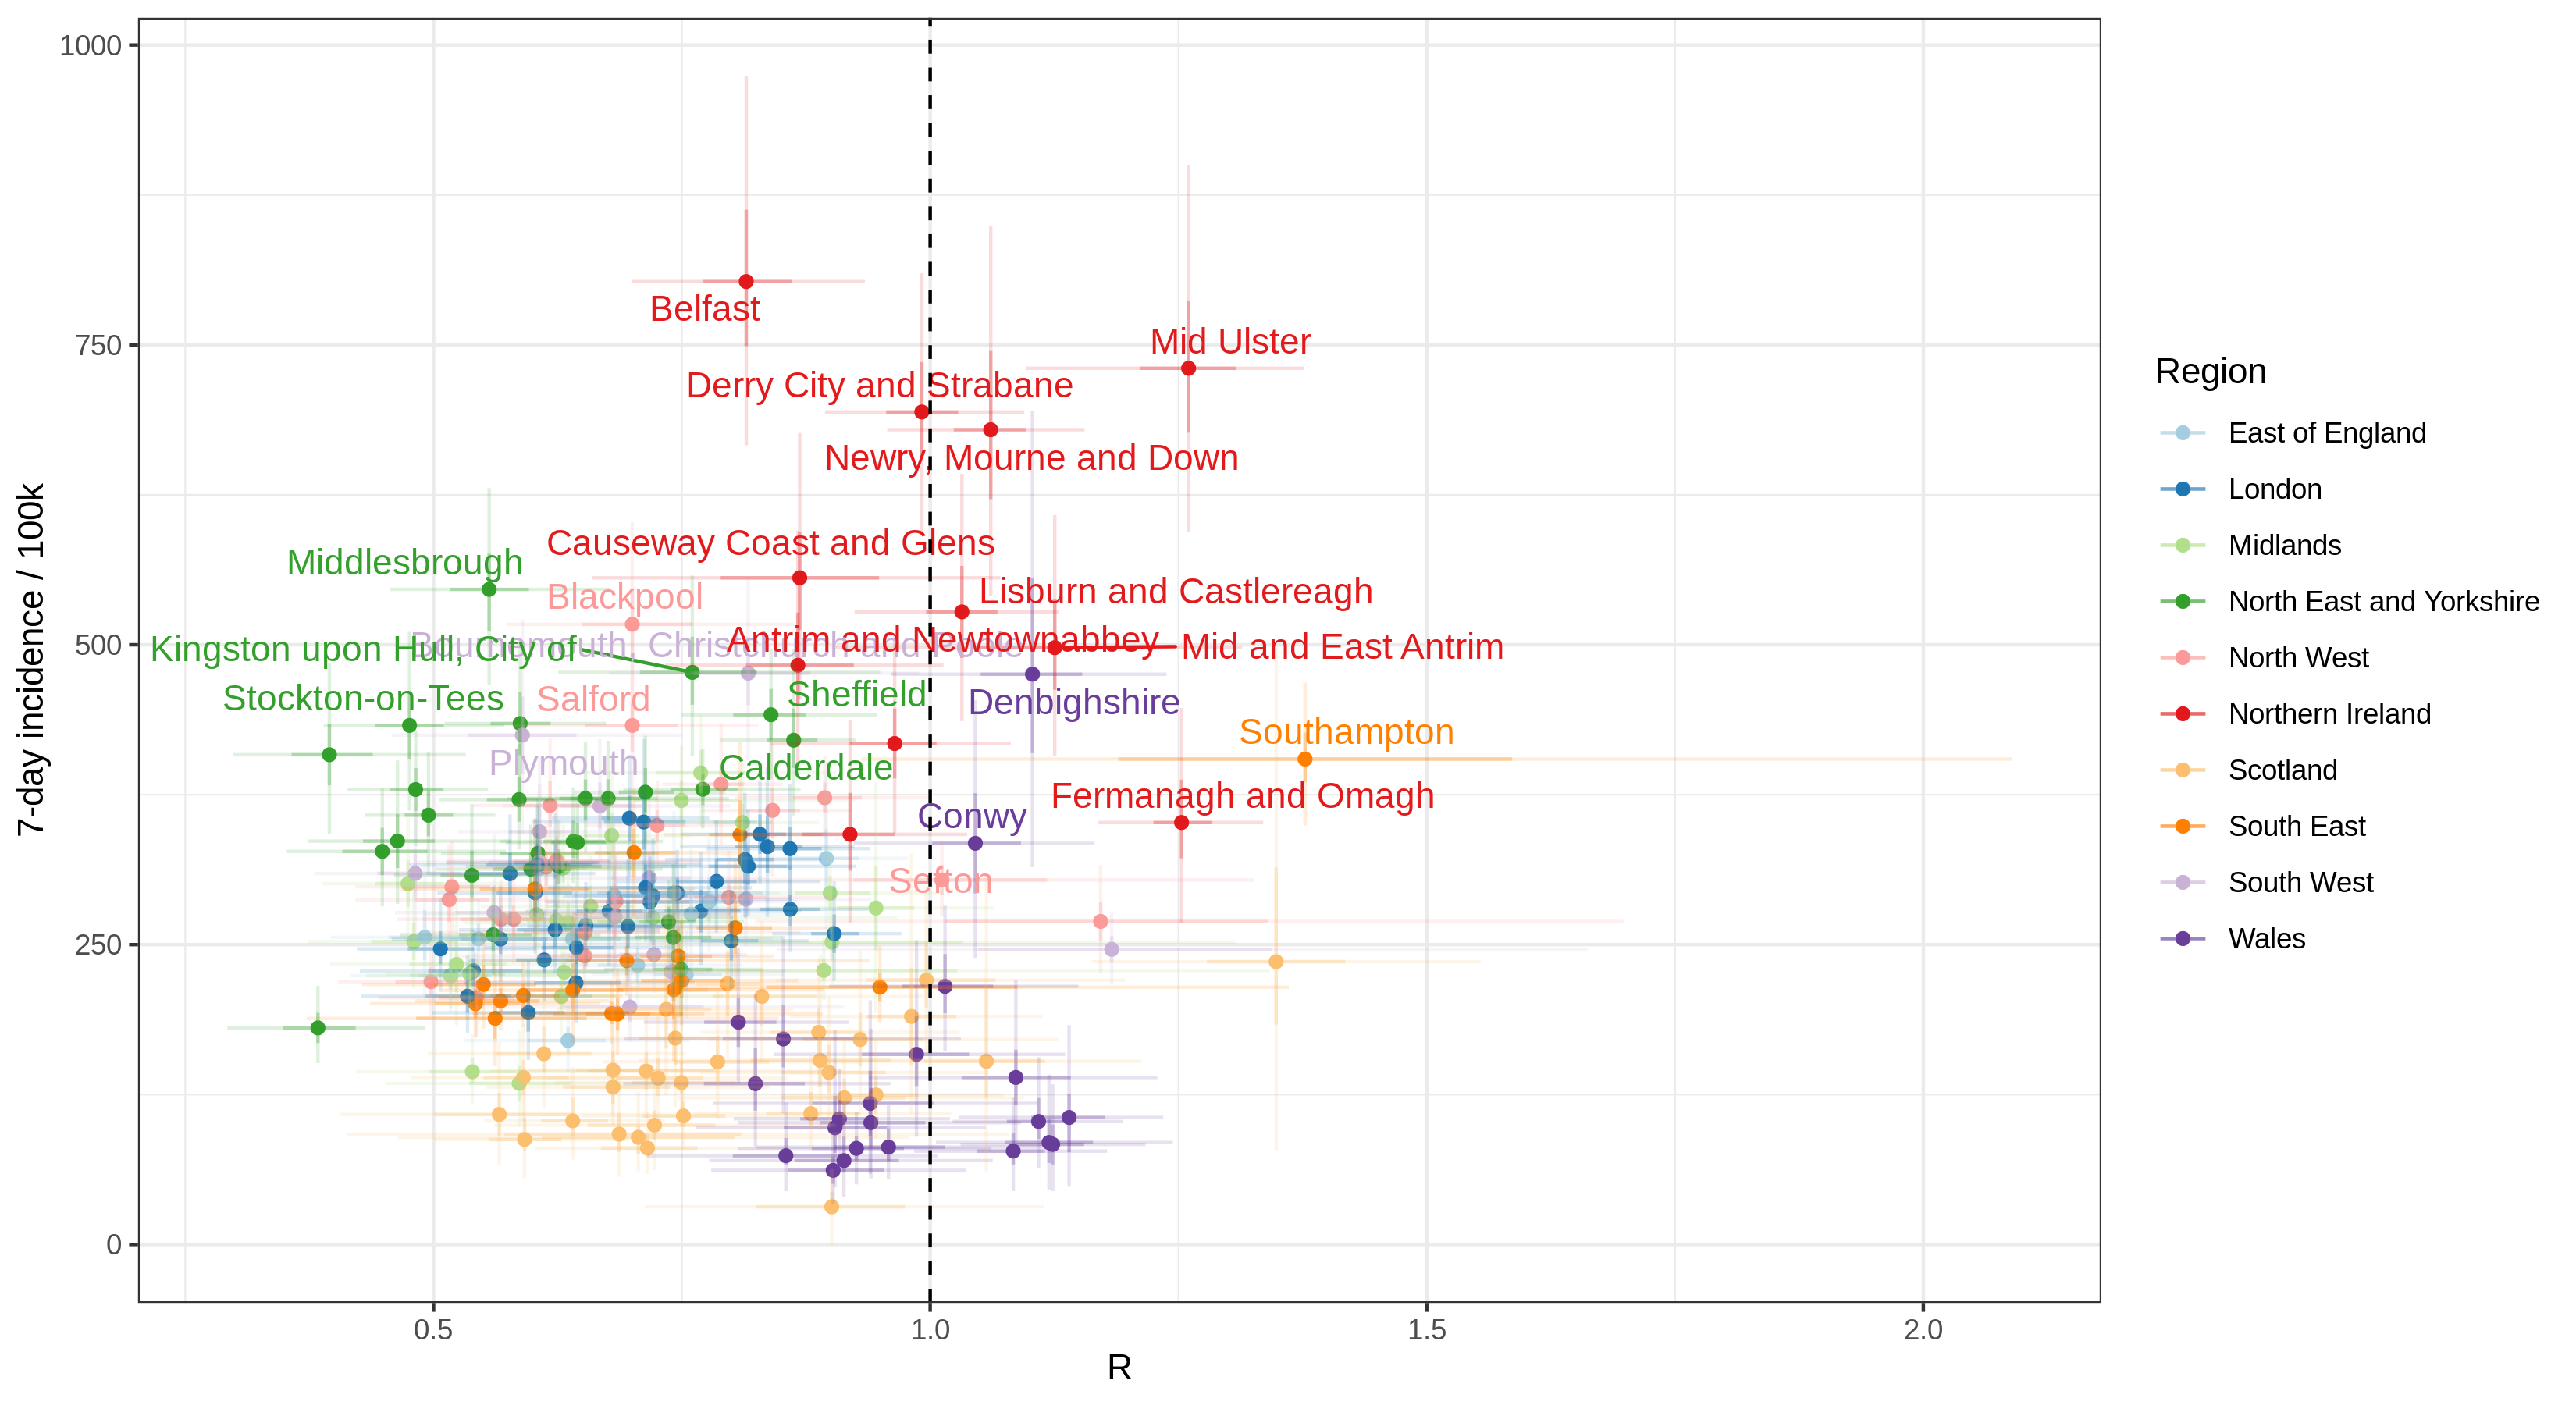 1000
750
500
250
0
7-day incidence / 100k
Belfast
Mid Ulster
Derry City and Strabane
Newry, Mourne and Down
Causeway Coast and Glens
Middlesbrough
Lisburn and Castlereagh
Blackpool
Antrim and Newtownabbey
Bournemouth, Christchurch and Poole
Mid and East Antrim
Kingston upon Hull, City of
Sheffield
Stockton-on-Tees
Salford
Denbighshire
Southampton
Plymouth
Calderdale
Fermanagh and Omagh
Conwy
Sefton
0.5
1.0
1.5
2.0
R
Region
East of England
London
Midlands
North East and Yorkshire
North West
Northern Ireland
Scotland
South East
South West
Wales